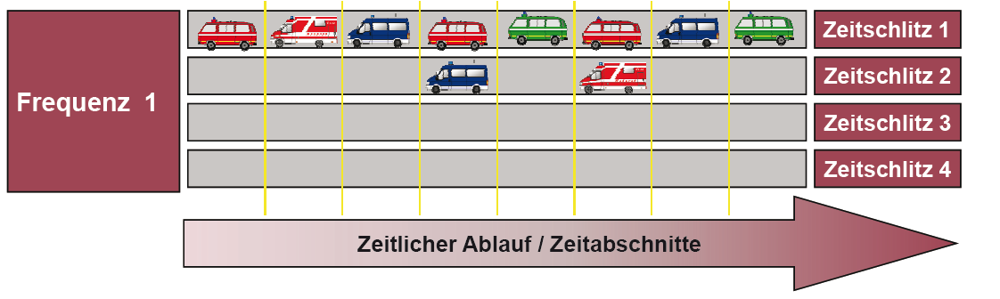 Frequenz 1
Zeitschlitz 1
Zeitschlitz 2
Zeitschlitz 3
Zeitschlitz 4
Zeitlicher Ablauf / Zeitabschnitte